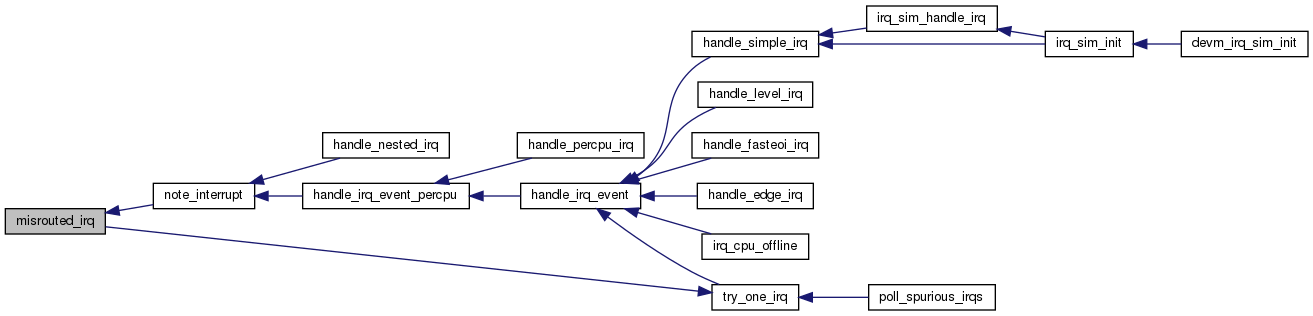 irq_sim_handle_irq
handle_simple_irq
irq_sim_init
devm_irq_sim_init
handle_level_irq
handle_nested_irq
handle_percpu_irq
handle_fasteoi_irq
note_interrupt
handle_irq_event_percpu
handle_irq_event
handle_edge_irq
misrouted_irq
irq_cpu_offline
try_one_irq
poll_spurious_irqs